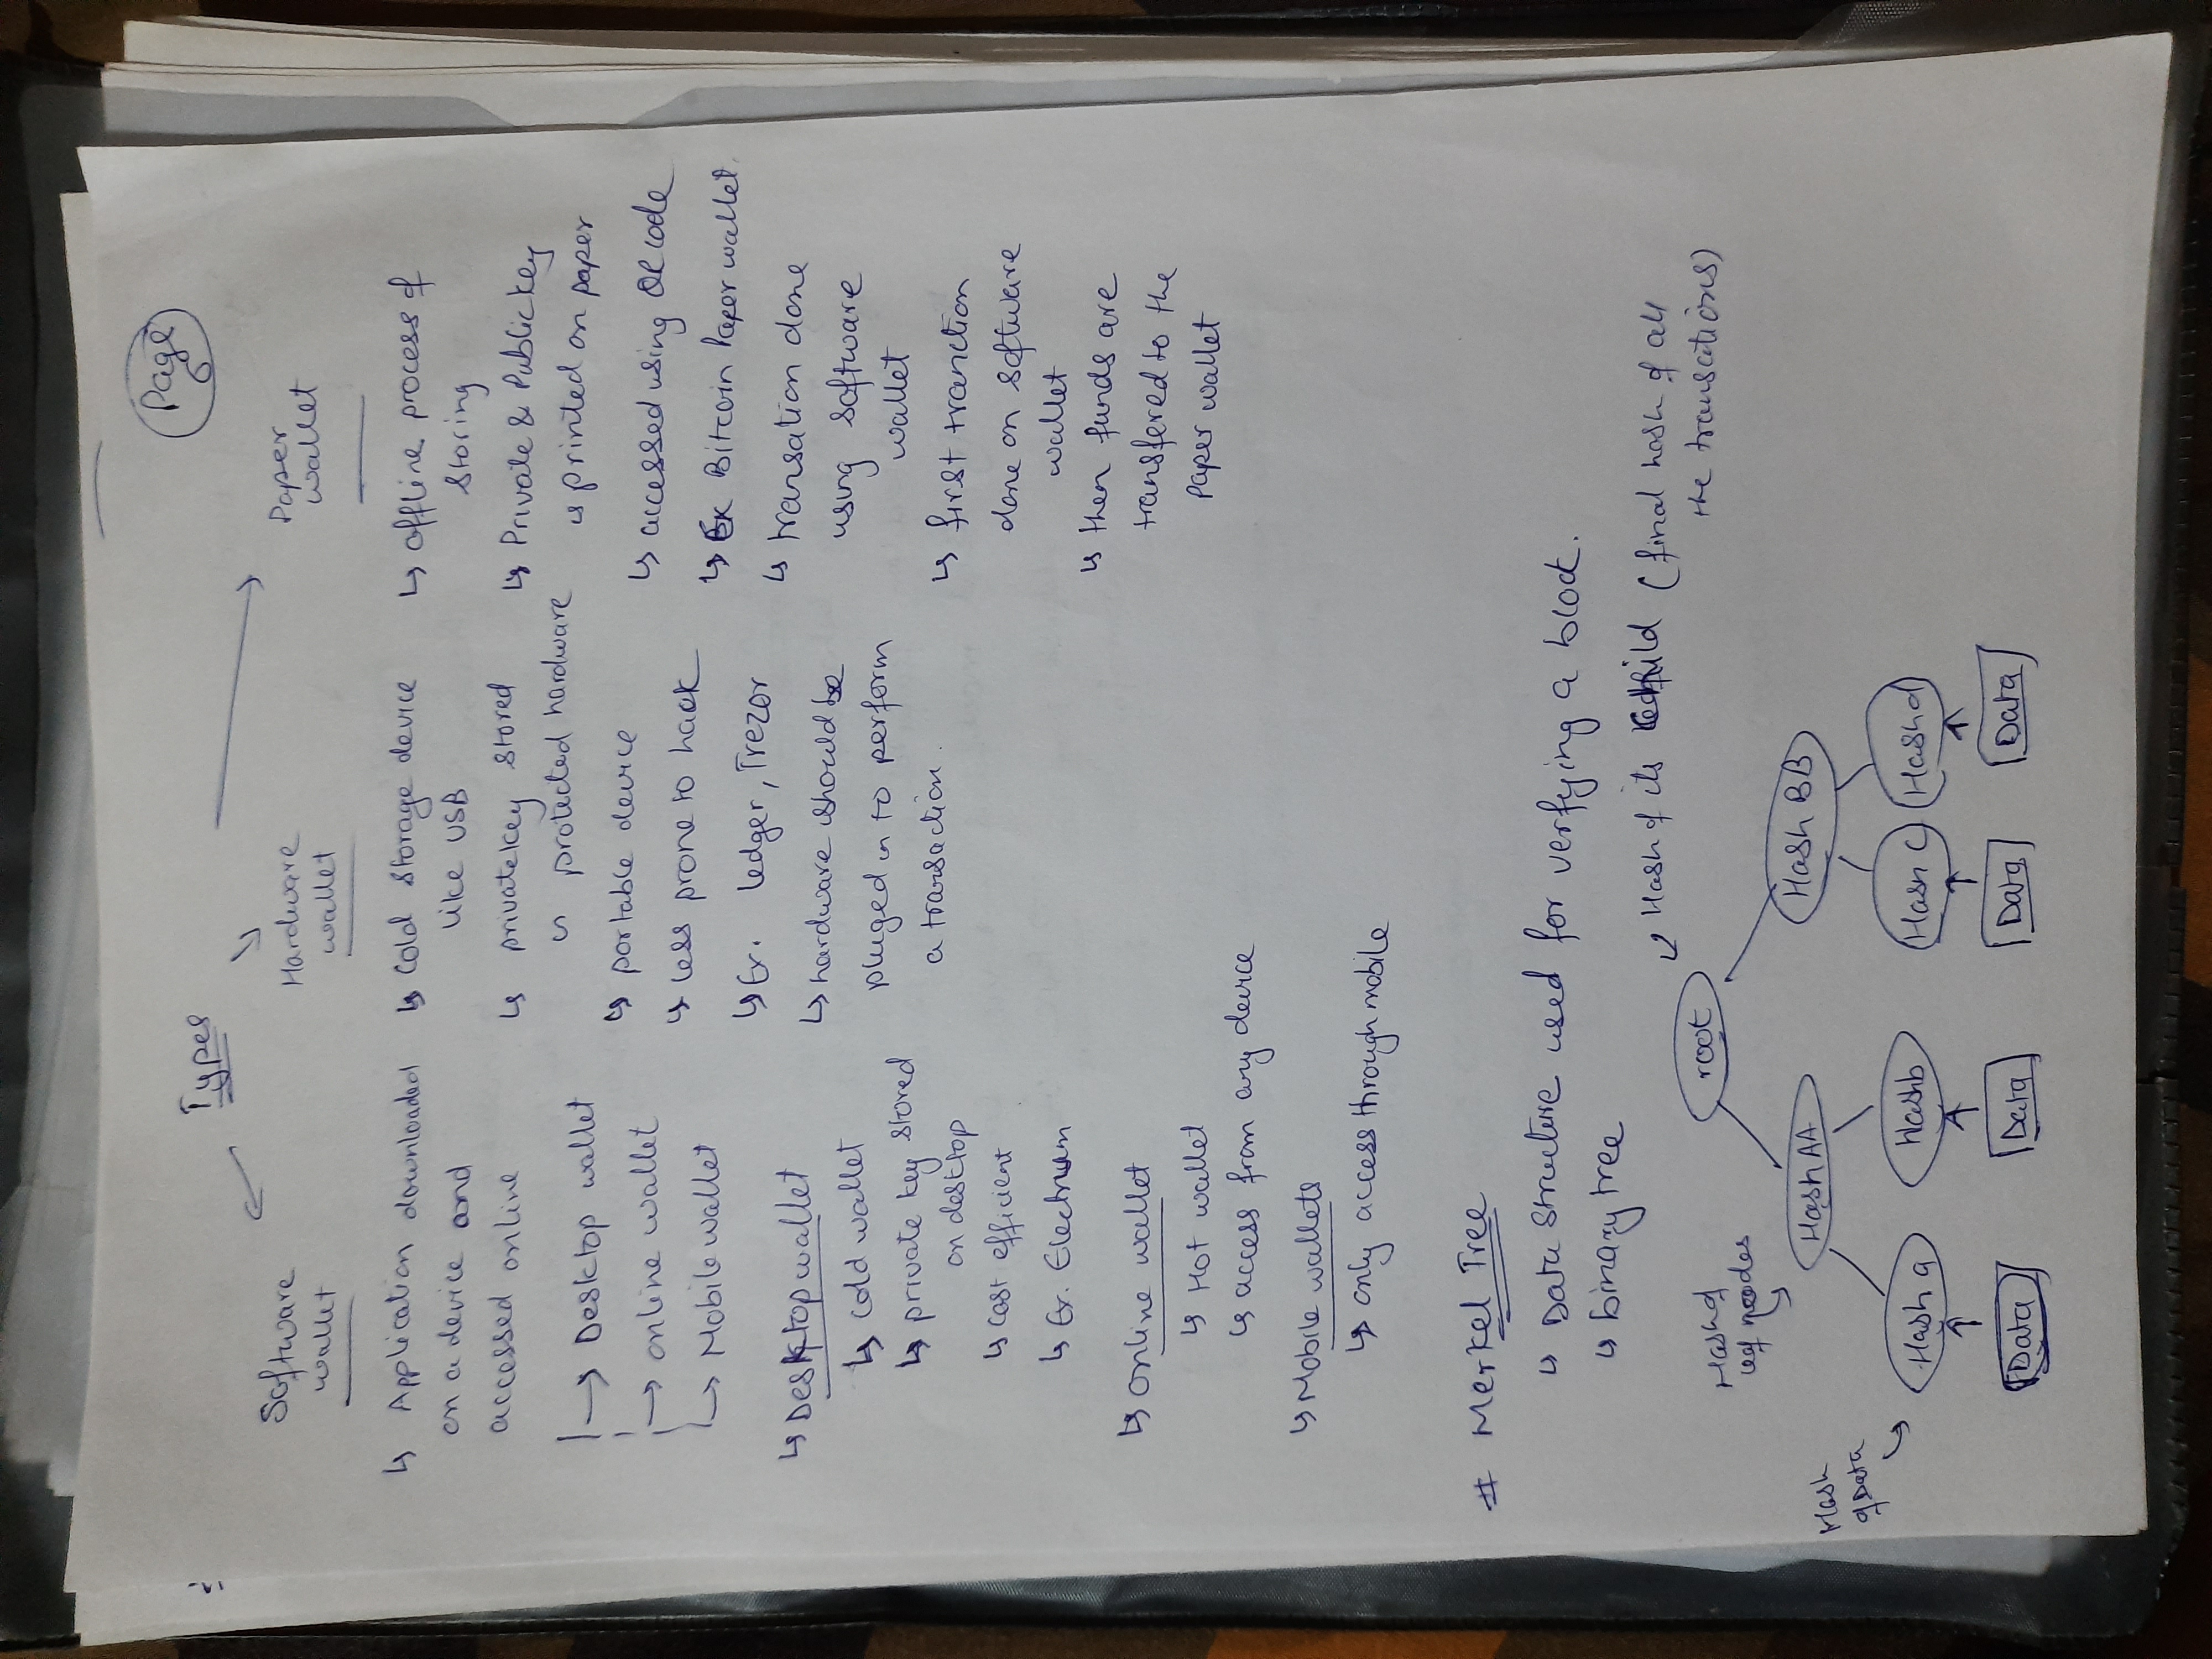 Page
6
Types
Software
wallet
↳ Application downloaded
on a device and
accessed online
→ Desktop wallet
→ online wallet
→ Mobile wallet
↳ Desktop wallet
↳ cold wallet
↳ private key stored
on desktop
↳ cost efficient
↳ Ex. Electrum
↳ online wallet
↳ Hot wallet
↳ access from any device
↳ Mobile wallets
↳ only access through mobile
Hardware
wallet
↳ cold storage device
like USB
↳ private key stored
in protected hardware
↳ portable device
↳ less prone to hack
↳ Ex. ledger, Trezor
↳ hardware should be
pluged in to perform
a transaction.
Paper
wallet
↳ offline process of
storing
↳ Private & Public key
is printed on paper
↳ accessed using QR code
↳ Ex Bitcoin Paper wallet.
↳ transation done
using software
wallet
↳ first tranction
done on software
wallet
↳ then funds are
transfered to the
Paper wallet
# Merkel Tree
↳ Data structure used for verfying a block.
↳ binary tree
Hash of its child (final hash of all
the transations)
root
Hash of
leaf nodes
Hash AA
Hash BB
Hash
of Data
Hash a
Hash b
Hash c
Hash d
Data
Data
Data
Data